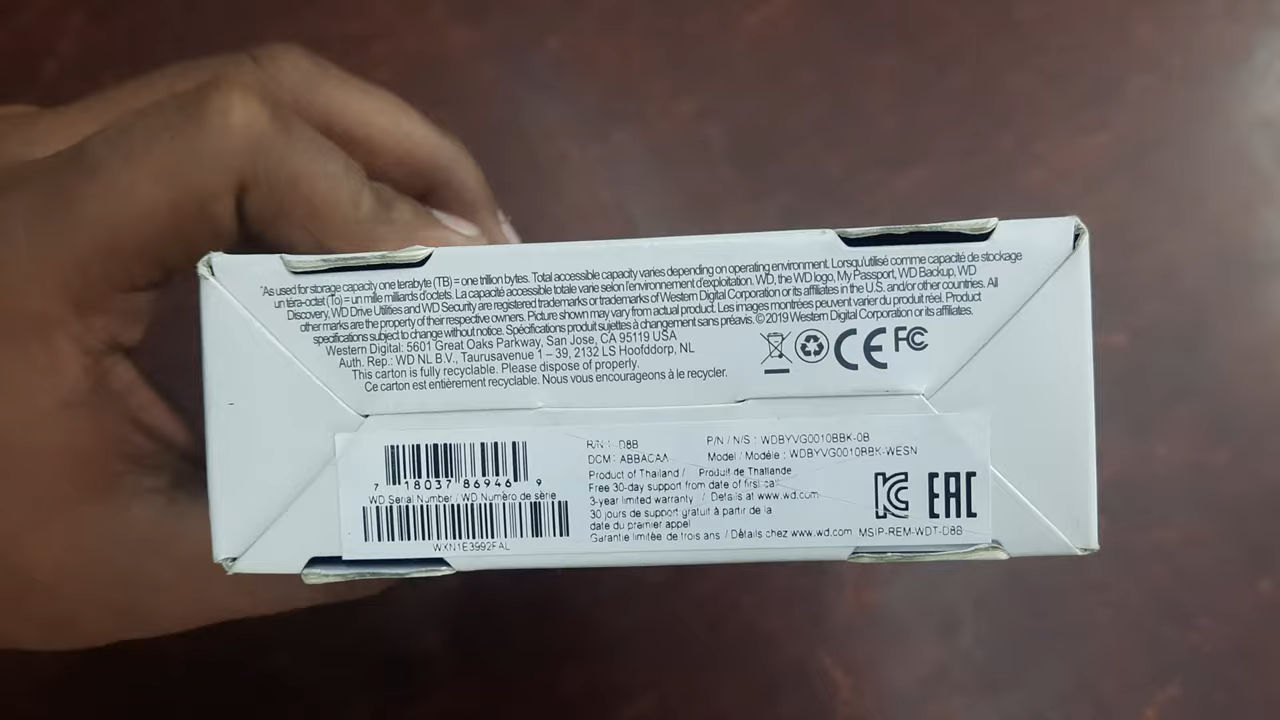 *As used for storage capacity one terabyte (TB) = one trillion bytes. Total accessible capacity varies depending on operating environment. Lorsqu'utilisé comme capacité de stockage
un téra-octet (To) = un mille milliards d'octets. La capacité accessible totale varie selon l'environnement d'exploitation. WD, the WD logo, My Passport, WD Backup, WD
Discovery, WD Drive Utilities and WD Security are registered trademarks or trademarks of Western Digital Corporation or its affiliates in the U.S. and/or other countries. All
other marks are the property of their respective owners. Picture shown may vary from actual product. Les images montrées peuvent varier du produit réel. Product
specifications subject to change without notice. Spécifications produit sujettes à changement sans préavis. © 2019 Western Digital Corporation or its affiliates.
Western Digital: 5601 Great Oaks Parkway, San Jose, CA 95119 USA
Auth. Rep.: WD NL B.V., Taurusavenue 1 – 39, 2132 LS Hoofddorp, NL
This carton is fully recyclable. Please dispose of properly.
Ce carton est entièrement recyclable. Nous vous encourageons à le recycler.
CE FC
7 18037 86946 9
WD Serial Number / WD Numéro de série
WXN1E3992FAL
R/N : D8B
DCM: ABBACAA
P/N / N/S : WDBYVG0010BBK-0B
Model / Modèle : WDBYVG0010BBK-WESN
Product of Thailand / Produit de Thaïlande
Free 30-day support from date of first call
3-year limited warranty / Details at www.wd.com
30 jours de support gratuit à partir de la
date du premier appel
Garantie limitée de trois ans / Détails chez www.wd.com
KC EAC
MSIP-REM-WDT-D8B